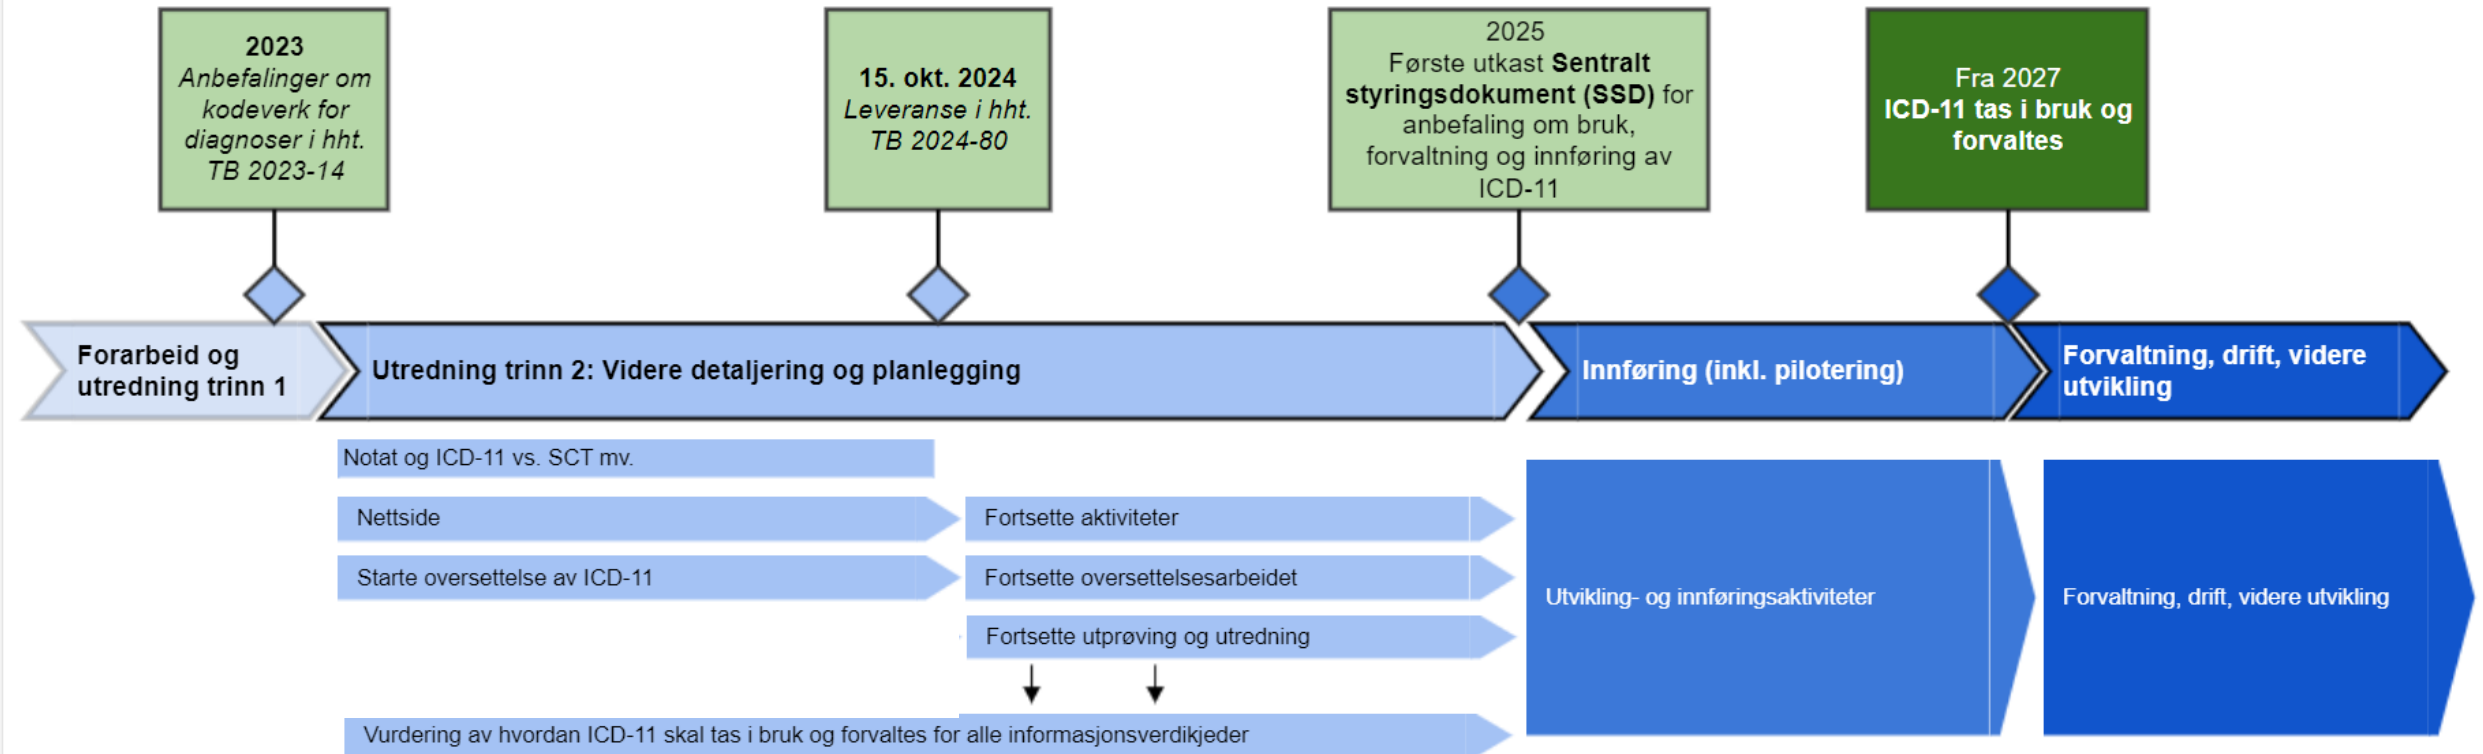 2023
Anbefalinger om
kodeverk for
diagnoser i hht.
TB 2023-14
15. okt. 2024
Leveranse i hht.
TB 2024-80
2025
Første utkast Sentralt
styringsdokument (SSD) for
anbefaling om bruk,
forvaltning og innføring av
ICD-11
Fra 2027
ICD-11 tas i bruk og
forvaltes
Forarbeid og
utredning trinn 1
Utredning trinn 2: Videre detaljering og planlegging
Innføring (inkl. pilotering)
Forvaltning, drift, videre
utvikling
Notat og ICD-11 vs. SCT mv.
Nettside
Fortsette aktiviteter
Starte oversettelse av ICD-11
Fortsette oversettelsesarbeidet
Fortsette utprøving og utredning
Vurdering av hvordan ICD-11 skal tas i bruk og forvaltes for alle informasjonsverdikjeder
Utvikling- og innføringsaktiviteter
Forvaltning, drift, videre utvikling